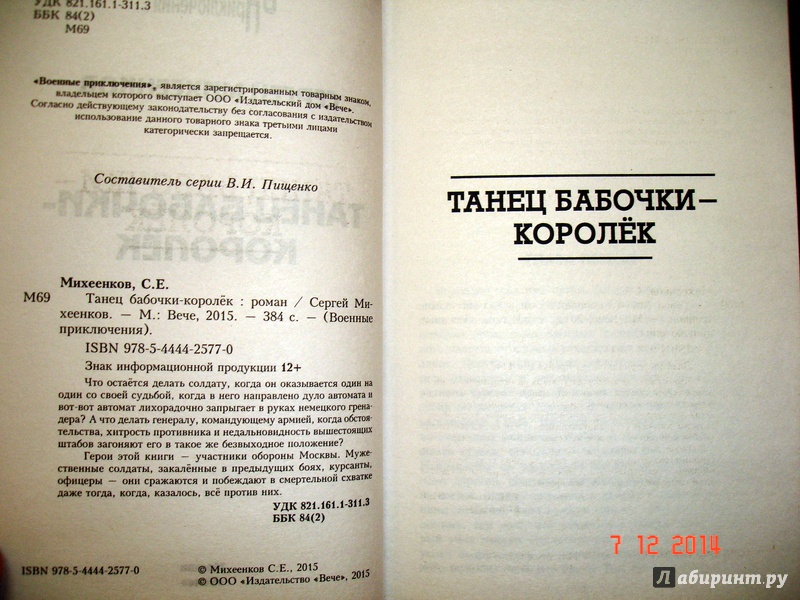 УДК 821.161.1-311.3
ББК 84(2)
М69
«Военные приключения», является зарегистрированным товарным знаком,
владельцем которого выступает ООО «Издательский дом «Вече».
Согласно действующему законодательству без согласования с издательством
использование данного товарного знака третьими лицами
категорически запрещается.
Составитель серии В.И. Пищенко
Михеенков, С.Е.
М69 Танец бабочки-королёк : роман / Сергей Ми-
хеенков. — М.: Вече, 2015. — 384 с. — (Военные
приключения).
ISBN 978-5-4444-2577-0
Знак информационной продукции 12+
Что остаётся делать солдату, когда он оказывается один на
один со своей судьбой, когда в него направлено дуло автомата и
вот-вот автомат лихорадочно запрыгает в руках немецкого грена-
дера? А что делать генералу, командующему армией, когда обсто-
ятельства, хитрость противника и недальновидность вышестоящих
штабов загоняют его в такое же безвыходное положение?
Герои этой книги — участники обороны Москвы. Муже-
ственные солдаты, закалённые в предыдущих боях, курсанты,
офицеры — они сражаются и побеждают в смертельной схватке
даже тогда, когда, казалось, всё против них.
УДК 821.161.1-311.3
ББК 84(2)
ISBN 978-5-4444-2577-0
© Михеенков С.Е., 2015
© ООО «Издательство «Вече», 2015
ТАНЕЦ БАБОЧКИ–
КОРОЛЁК
7 12 2014
Лабиринт.ру